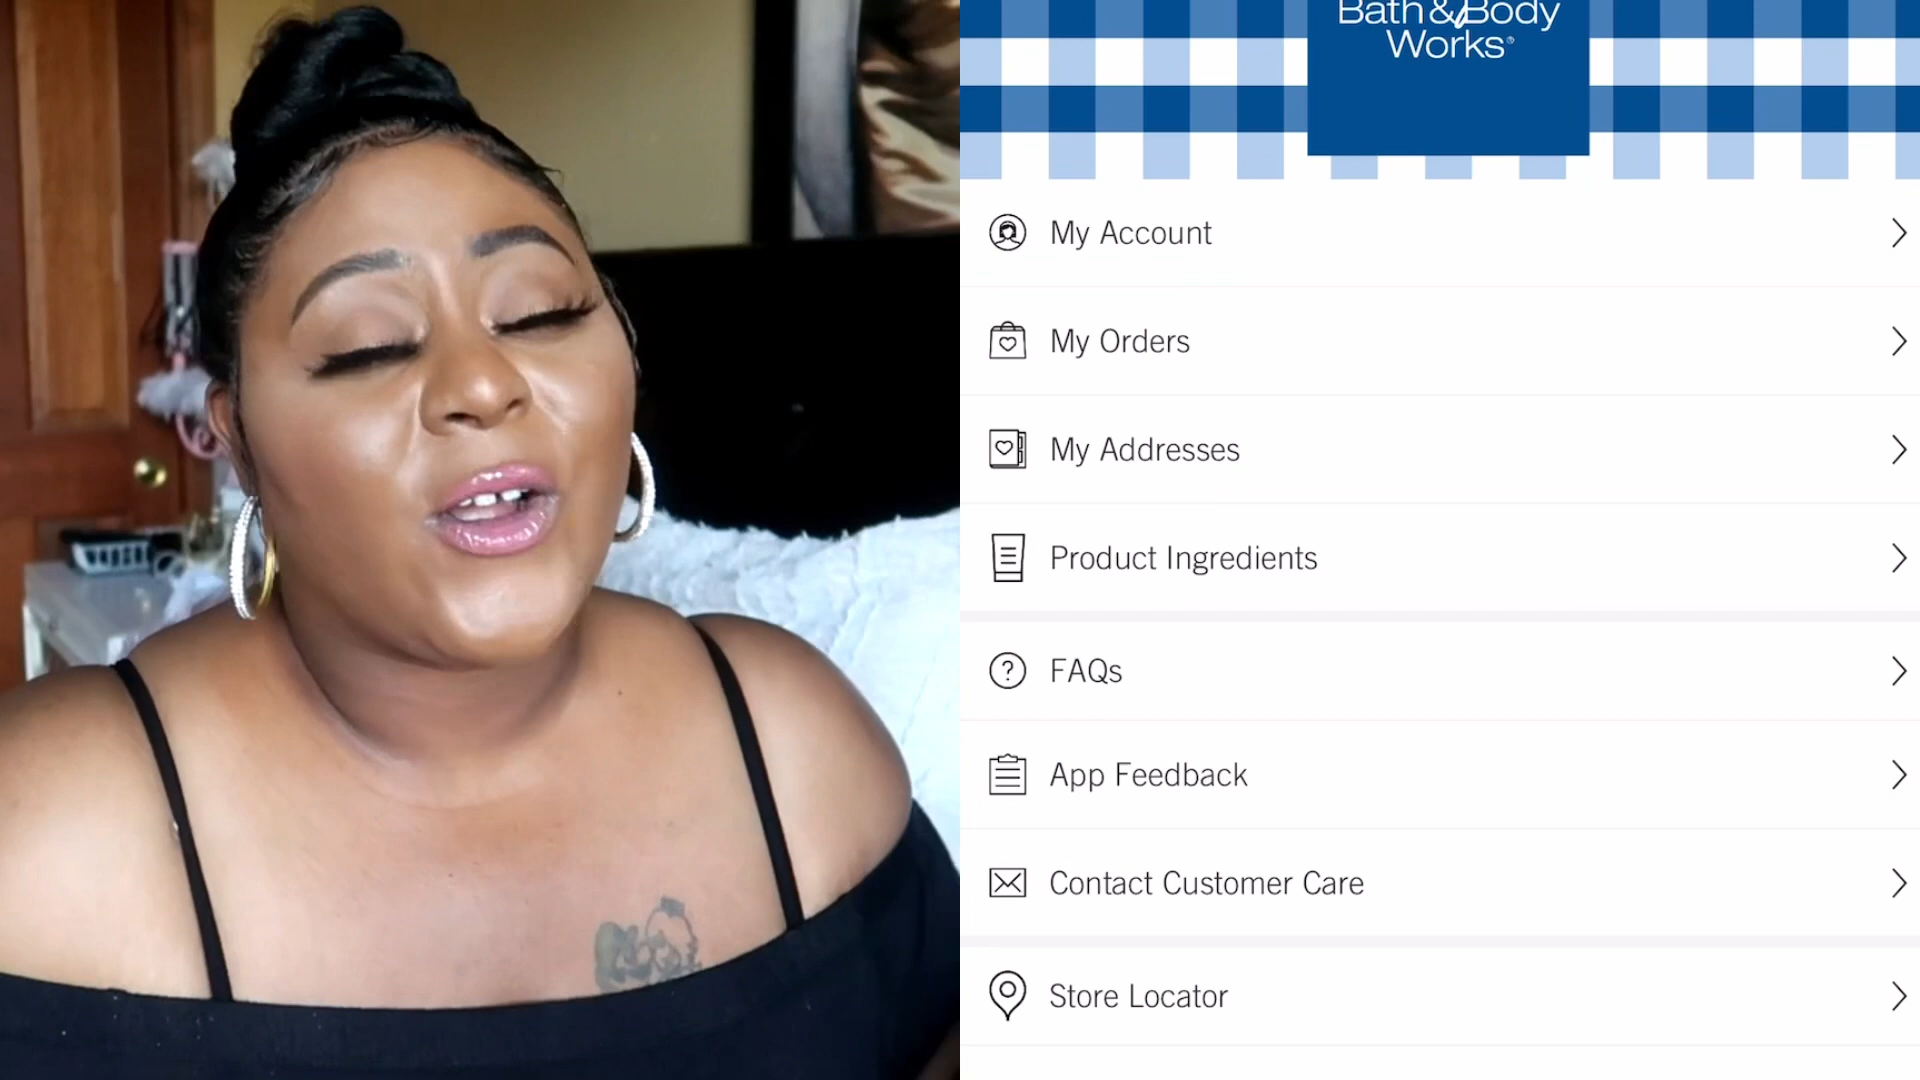 Bath & Body
Works®
My Account
My Orders
My Addresses
Product Ingredients
FAQs
App Feedback
Contact Customer Care
Store Locator